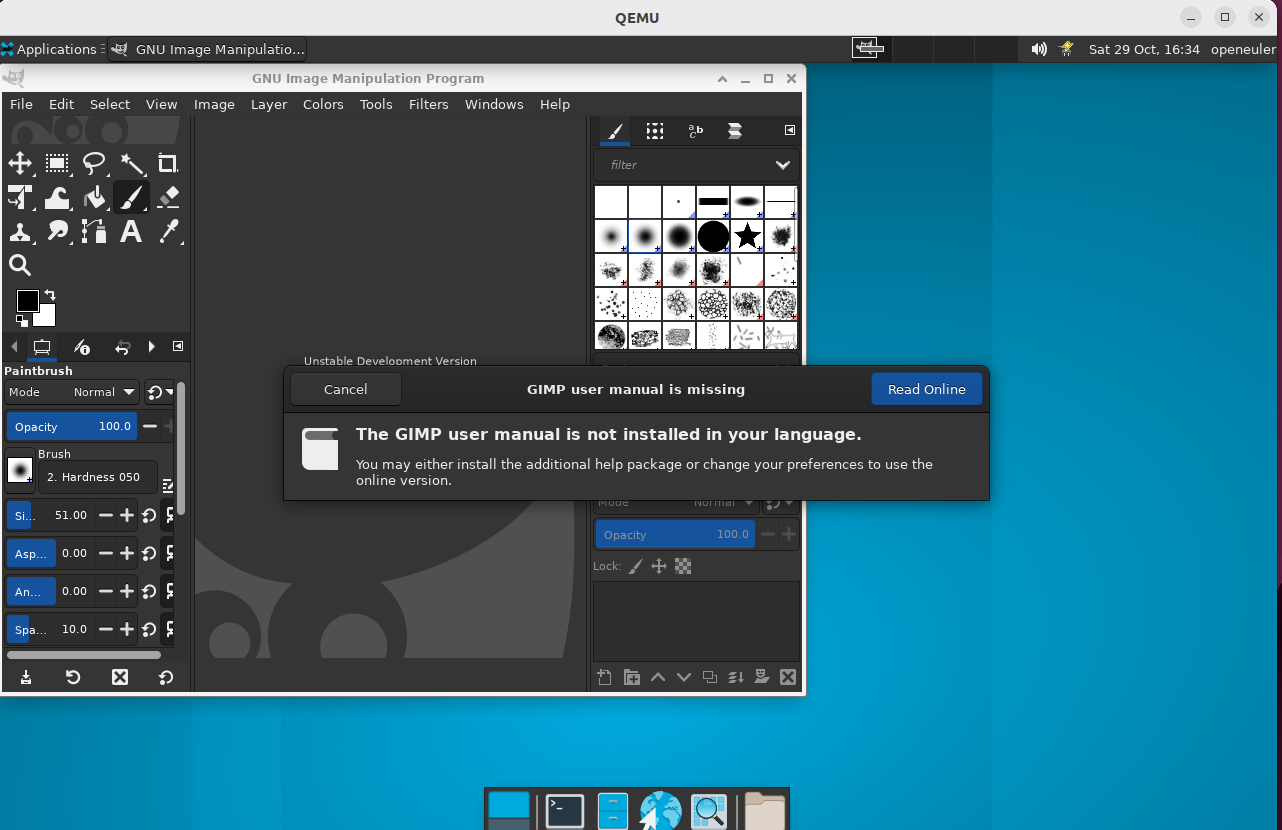 QEMU
Applications
GNU Image Manipulatio...
Sat 29 Oct, 16:34
openeuler
GNU Image Manipulation Program
File Edit Select View Image Layer Colors Tools Filters Windows Help
filter
Paintbrush
Mode Normal
Opacity 100.0
Brush
2. Hardness 050
Si... 51.00
Asp... 0.00
An... 0.00
Spa... 10.0
Unstable Development Version
Cancel
GIMP user manual is missing
Read Online
The GIMP user manual is not installed in your language.
You may either install the additional help package or change your preferences to use the
online version.
Mode Normal
Opacity 100.0
Lock: